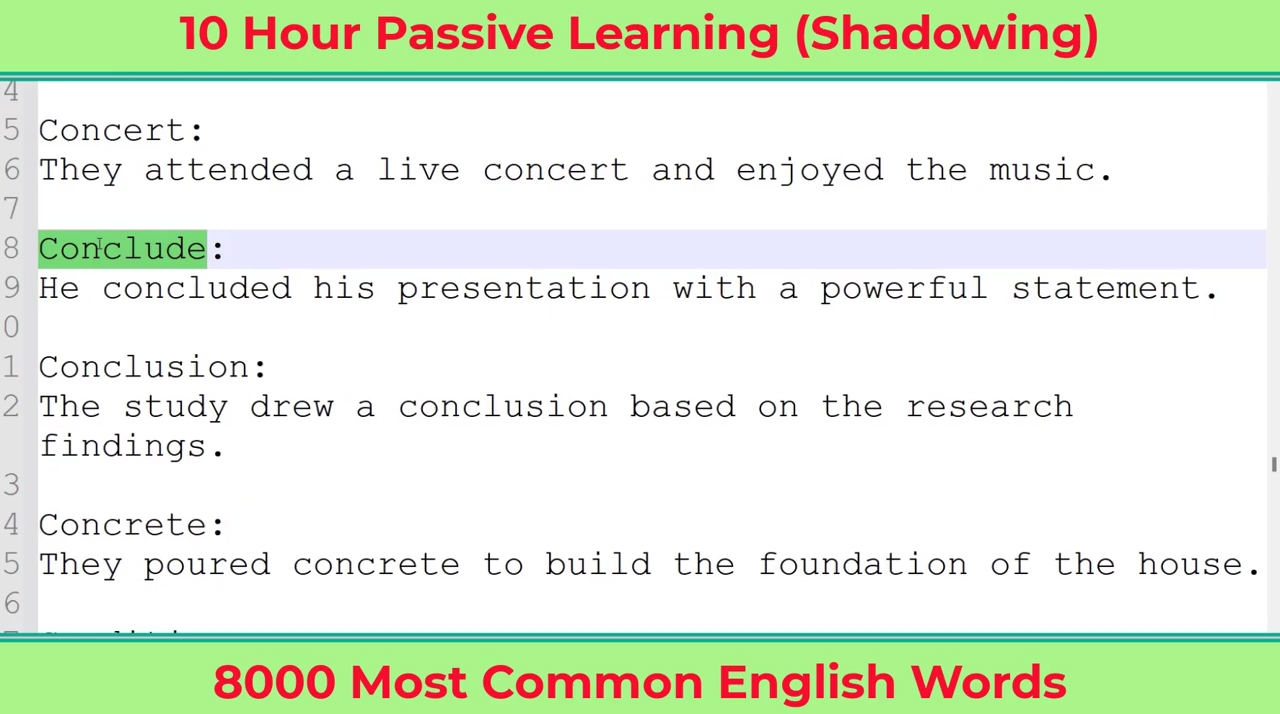 10 Hour Passive Learning (Shadowing)
4
5 Concert:
6 They attended a live concert and enjoyed the music.
7
8 Conclude:
9 He concluded his presentation with a powerful statement.
0
1 Conclusion:
2 The study drew a conclusion based on the research
findings.
3
4 Concrete:
5 They poured concrete to build the foundation of the house.
6
8000 Most Common English Words